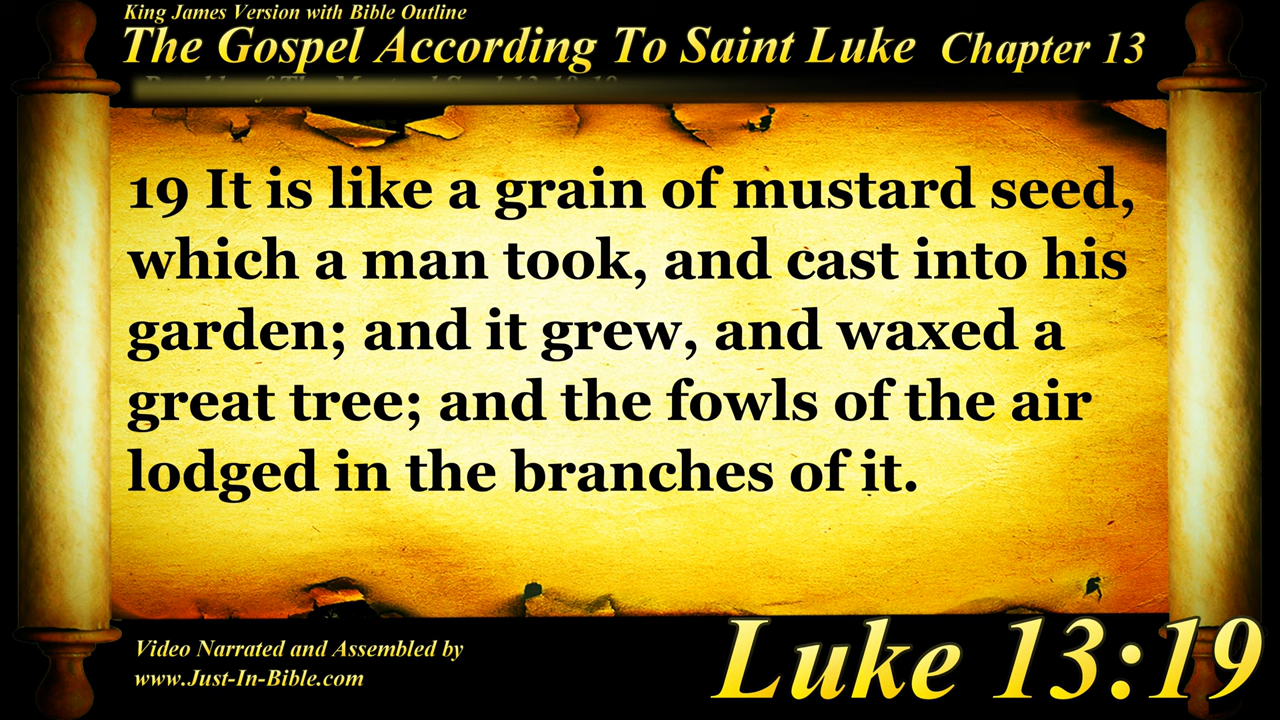 King James Version with Bible Outline
The Gospel According To Saint Luke Chapter 13
19 It is like a grain of mustard seed,
which a man took, and cast into his
garden; and it grew, and waxed a
great tree; and the fowls of the air
lodged in the branches of it.
Video Narrated and Assembled by
www.Just-In-Bible.com
Luke 13:19